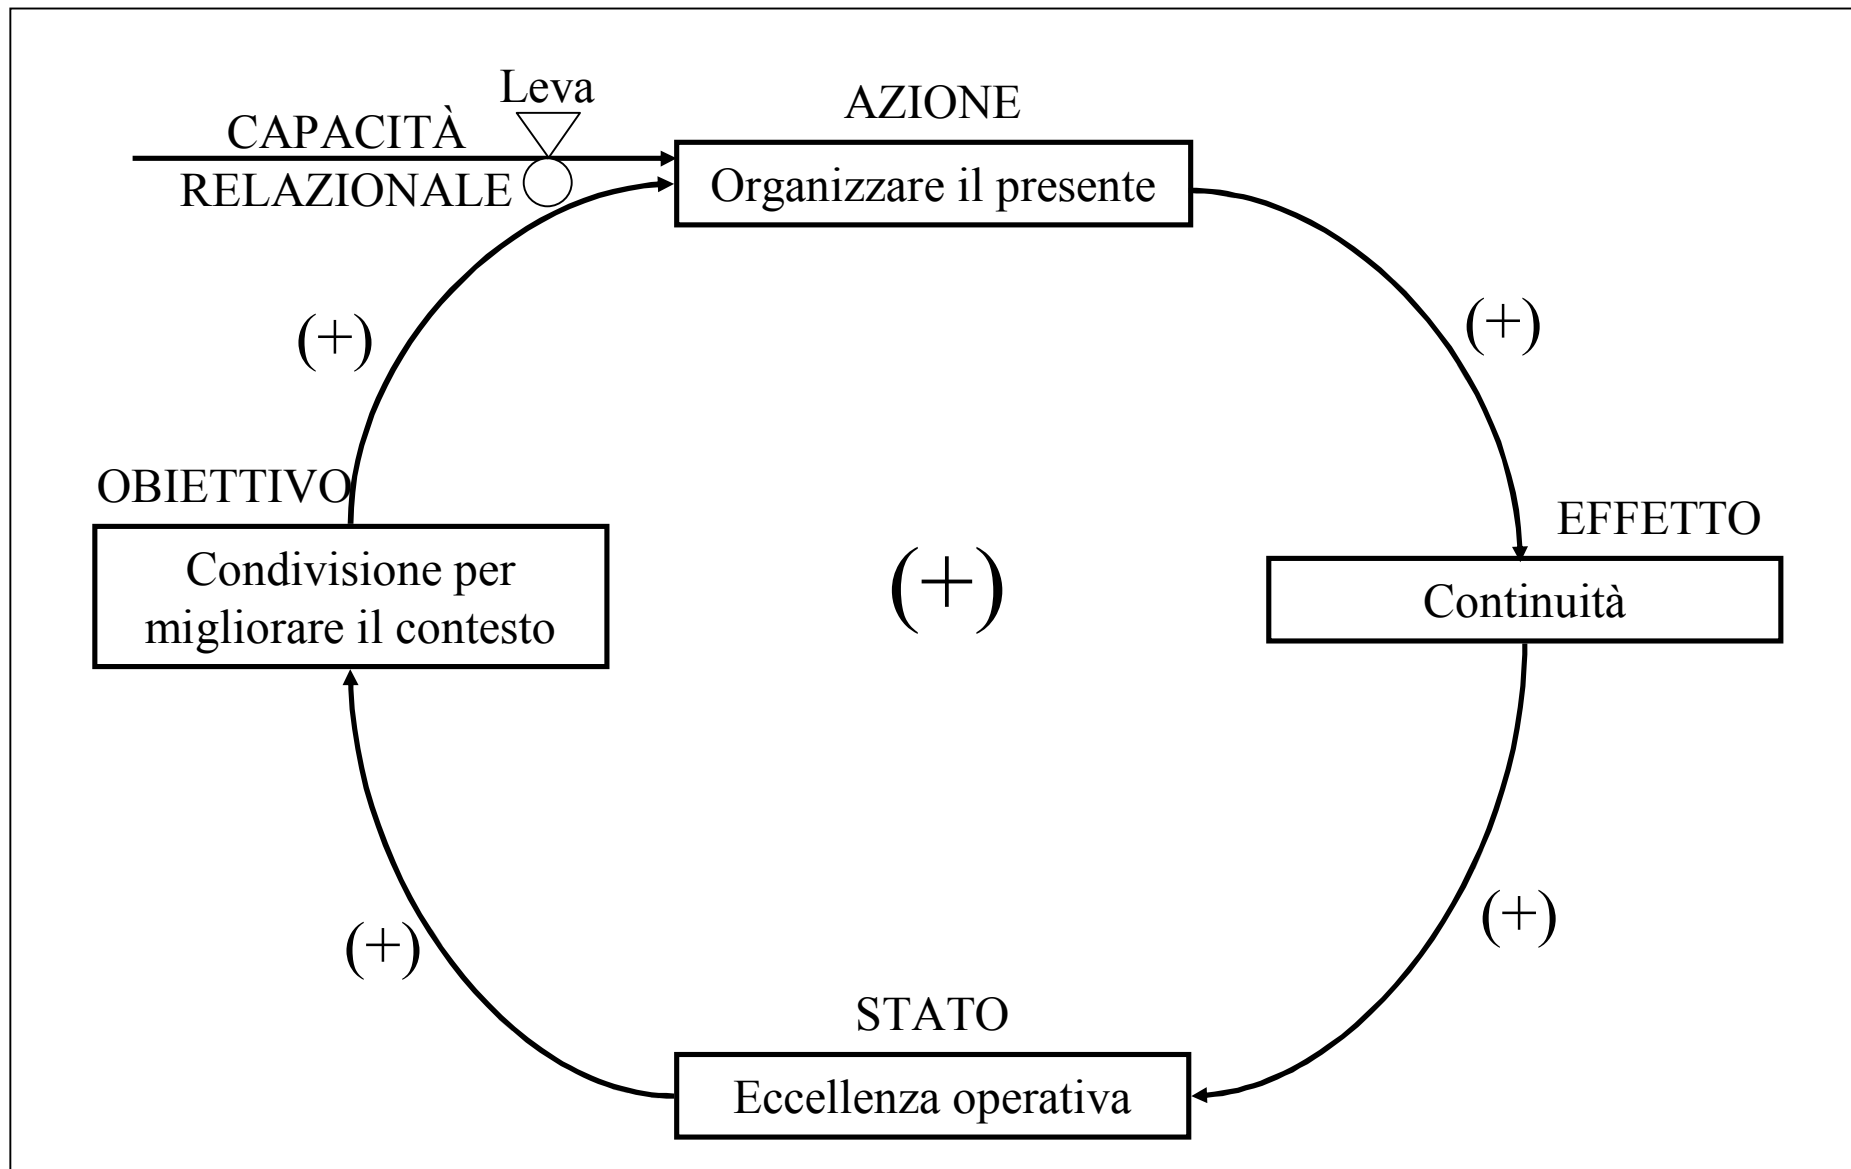 Leva
AZIONE
CAPACITÀ
RELAZIONALE
Organizzare il presente
(+)
(+)
OBIETTIVO
EFFETTO
Condivisione per
migliorare il contesto
(+)
Continuità
(+)
(+)
STATO
Eccellenza operativa